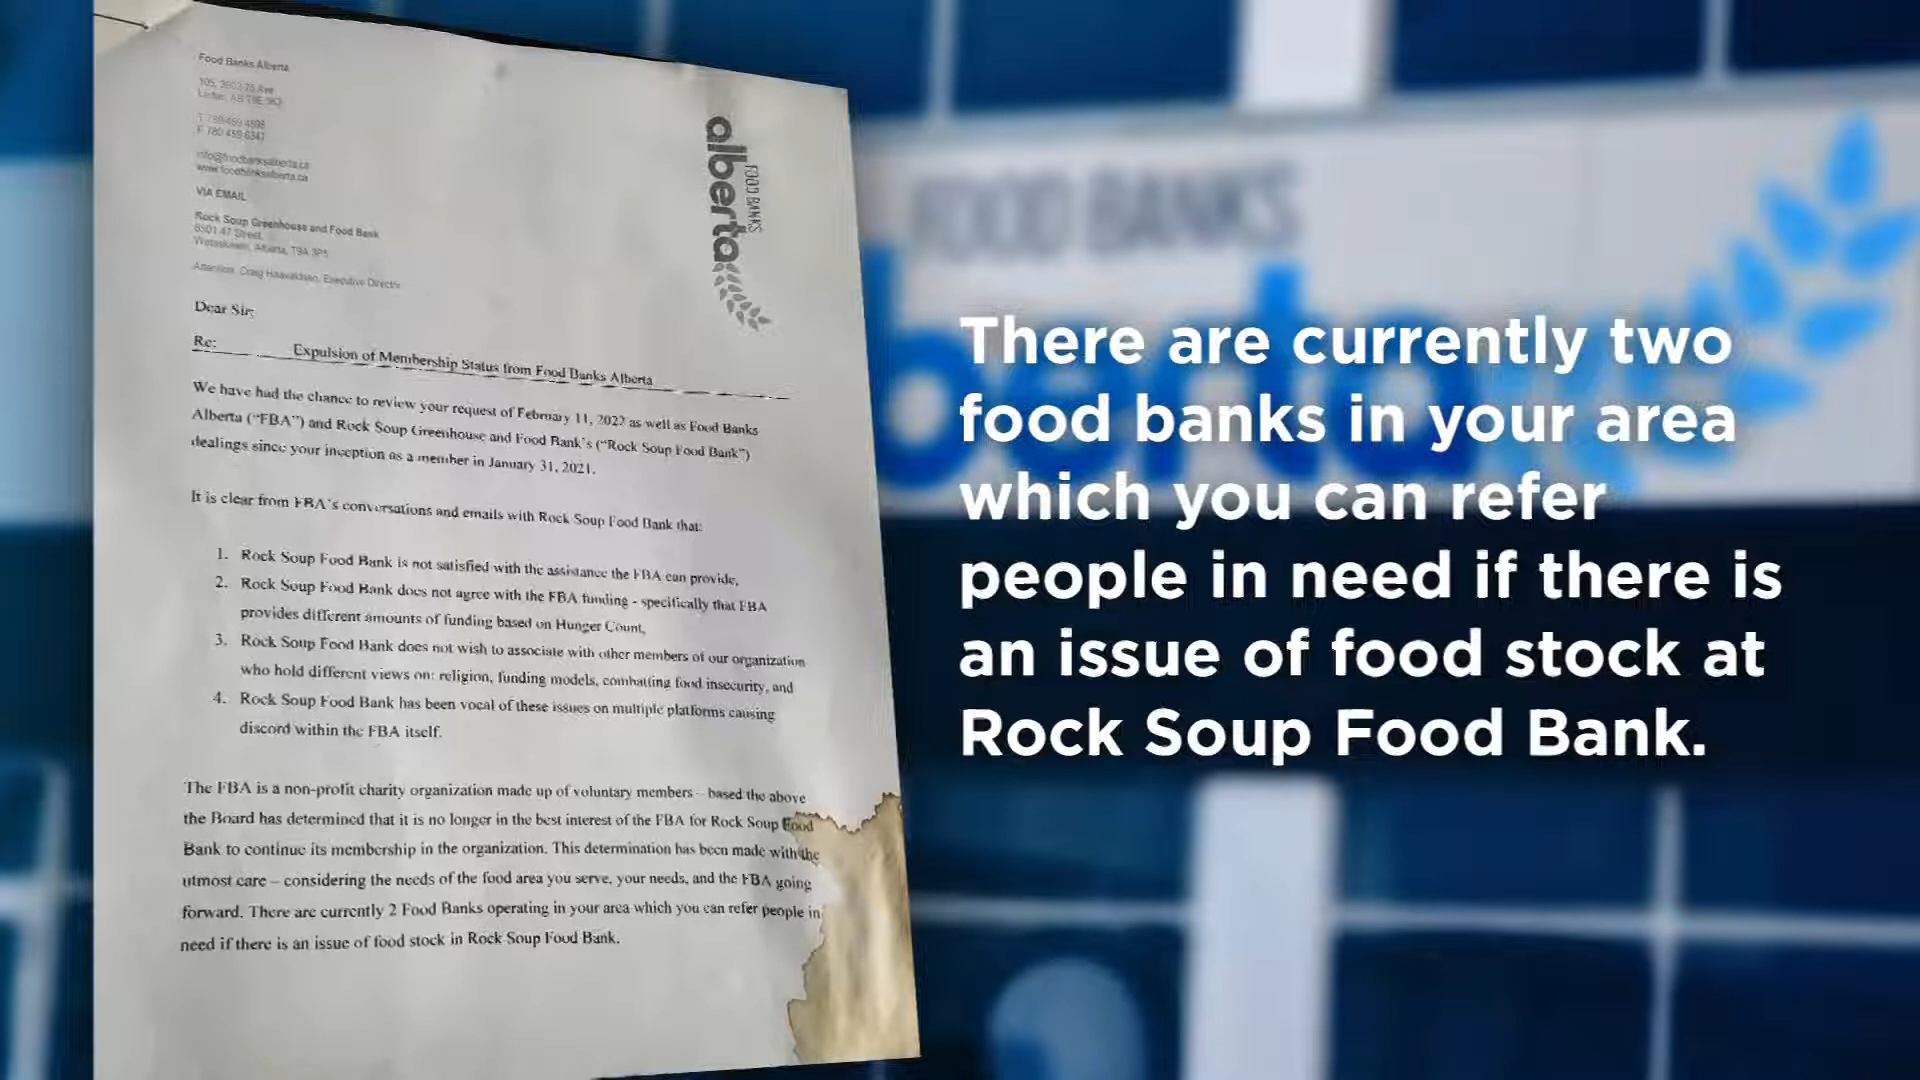 Food Banks Alberta
VIA EMAIL
Rock Soup Greenhouse and Food Bank
Wetaskiwin, Alberta, T9A 3P5
Attention: Craig Haavaldsen, Executive Director
FOOD BANKS
alberta
Dear Sir:
Re: Expulsion of Membership Status from Food Banks Alberta
We have had the chance to review your request of February 11, 2022 as well as Food Banks
Alberta (“FBA”) and Rock Soup Greenhouse and Food Bank's (“Rock Soup Food Bank”)
dealings since your inception as a member in January 31, 2021.
It is clear from FBA's conversations and emails with Rock Soup Food Bank that:
1. Rock Soup Food Bank is not satisfied with the assistance the FBA can provide,
2. Rock Soup Food Bank does not agree with the FBA funding - specifically that FBA
provides different amounts of funding based on Hunger Count,
3. Rock Soup Food Bank does not wish to associate with other members of our organization
who hold different views on: religion, funding models, combatting food insecurity, and
4. Rock Soup Food Bank has been vocal of these issues on multiple platforms causing
discord within the FBA itself.
The FBA is a non-profit charity organization made up of voluntary members – based the above
the Board has determined that it is no longer in the best interest of the FBA for Rock Soup Food
Bank to continue its membership in the organization. This determination has been made with the
utmost care – considering the needs of the food area you serve, your needs, and the FBA going
forward. There are currently 2 Food Banks operating in your area which you can refer people in
need if there is an issue of food stock in Rock Soup Food Bank.
FOOD BANKS
There are currently two
food banks in your area
which you can refer
people in need if there is
an issue of food stock at
Rock Soup Food Bank.